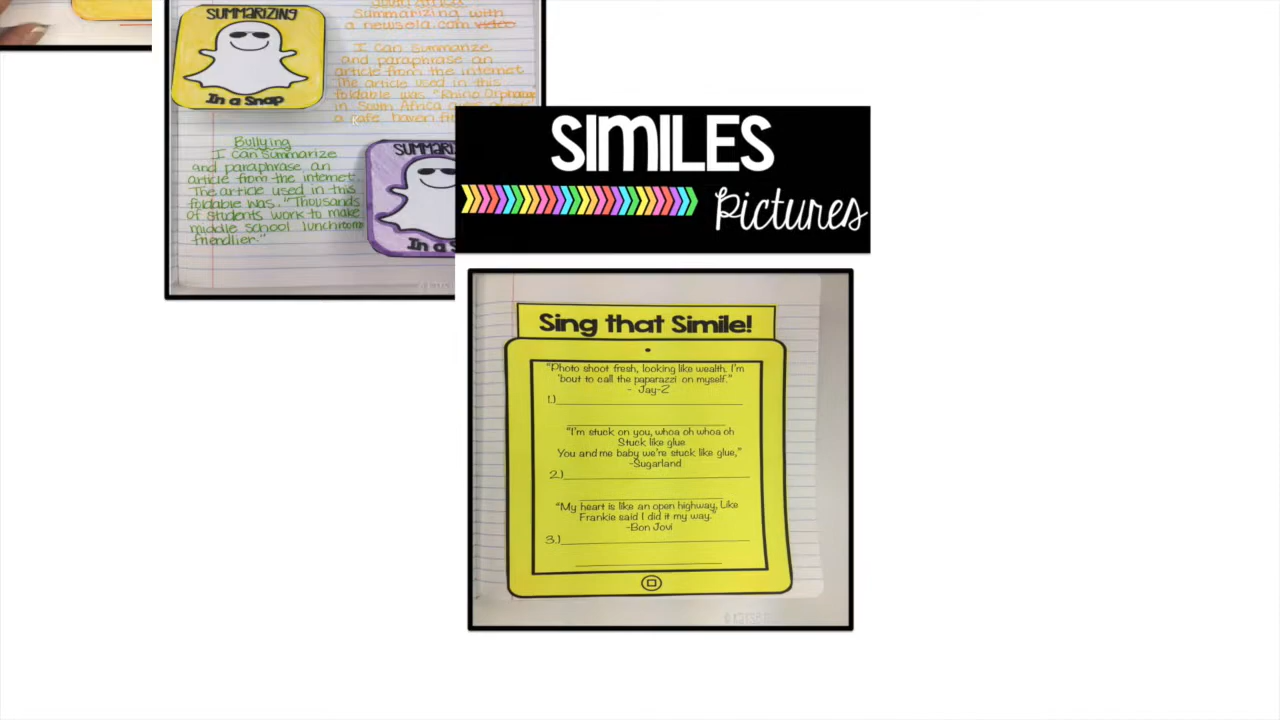 SUMMARIZING
In a Snap
Summarizing with
a newsela.com video
I can summarize
and paraphrase an
article from the internet
The article used in this
foldable was "Rhino Orphanage
in South Africa
a safe haven
Bullying
I can summarize
and paraphrase an
article from the internet.
The article used in this
foldable was "Thousands
of students work to make
middle school lunchroom
friendlier."
In a
SIMILES
Pictures
Sing that Simile!
"Photo shoot fresh, looking like wealth. I'm
'bout to call the paparazzi on myself."
- Jay-Z
1.)
"I'm stuck on you, whoa oh whoa oh
Stuck like glue
You and me baby we're stuck like glue,"
-Sugarland
2.)
"My heart is like an open highway, Like
Frankie said I did it my way."
-Bon Jovi
3.)